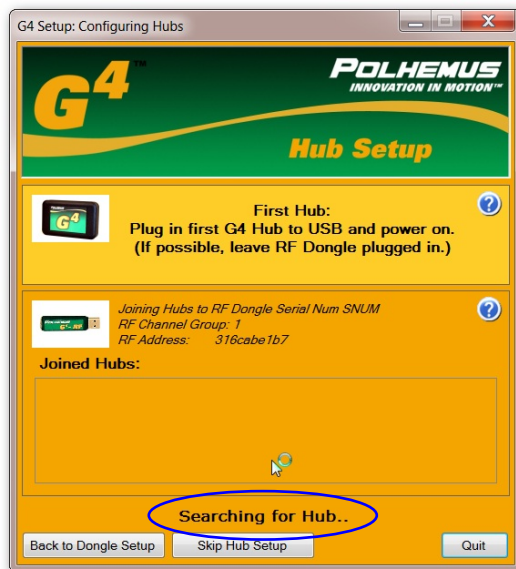 G4 Setup: Configuring Hubs
G4™
POLHEMUS
INNOVATION IN MOTION™
Hub Setup
POLHEMUS
G4
First Hub:
Plug in first G4 Hub to USB and power on.
(If possible, leave RF Dongle plugged in.)
?
Joining Hubs to RF Dongle Serial Num SNUM
RF Channel Group: 1
RF Address: 316cabe1b7
?
Joined Hubs:
Searching for Hub..
Back to Dongle Setup
Skip Hub Setup
Quit